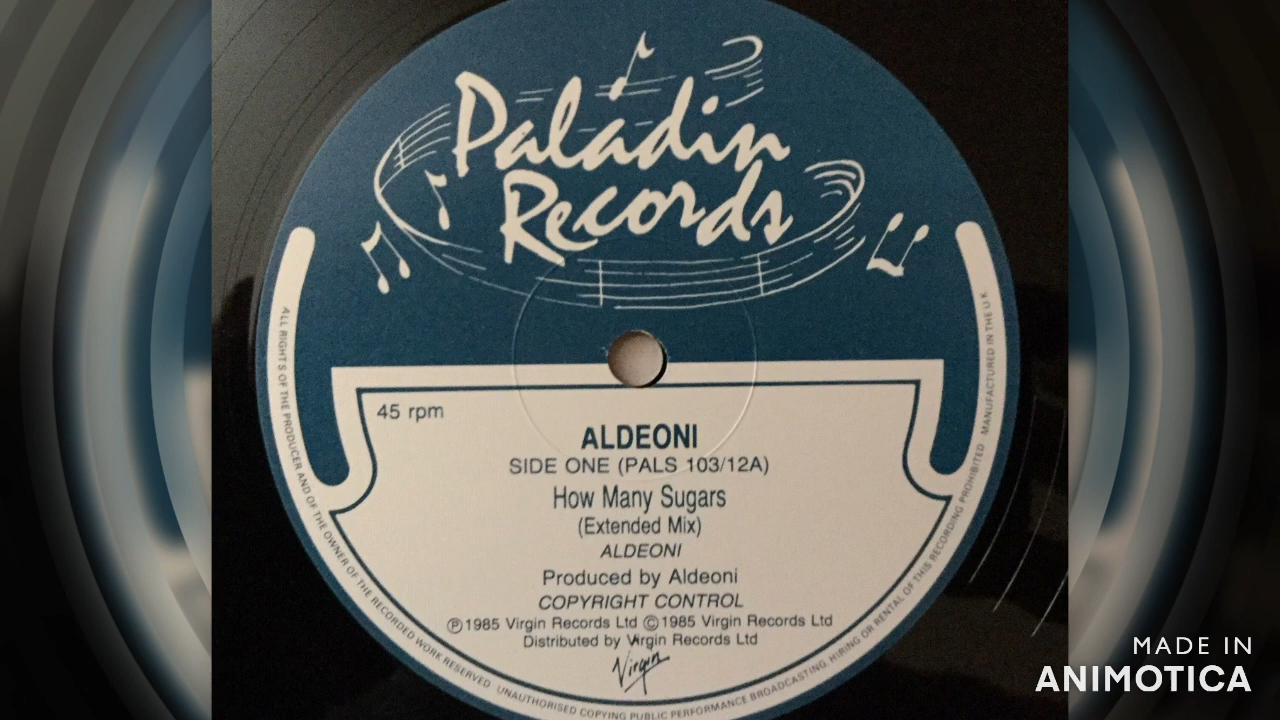 Paladin
Records
45 rpm
ALDEONI
SIDE ONE (PALS 103/12A)
How Many Sugars
(Extended Mix)
ALDEONI
Produced by Aldeoni
COPYRIGHT CONTROL
Ⓟ1985 Virgin Records Ltd ©1985 Virgin Records Ltd
Distributed by Virgin Records Ltd
Virgin
ALL RIGHTS OF THE PRODUCER AND OF THE OWNER OF THE RECORDED WORK RESERVED UNAUTHORISED COPYING PUBLIC PERFORMANCE BROADCASTING. HIRING OR RENTAL OF THIS RECORDING PROHIBITED MANUFACTURED IN THE U.K
MADE IN
ANIMOTICA